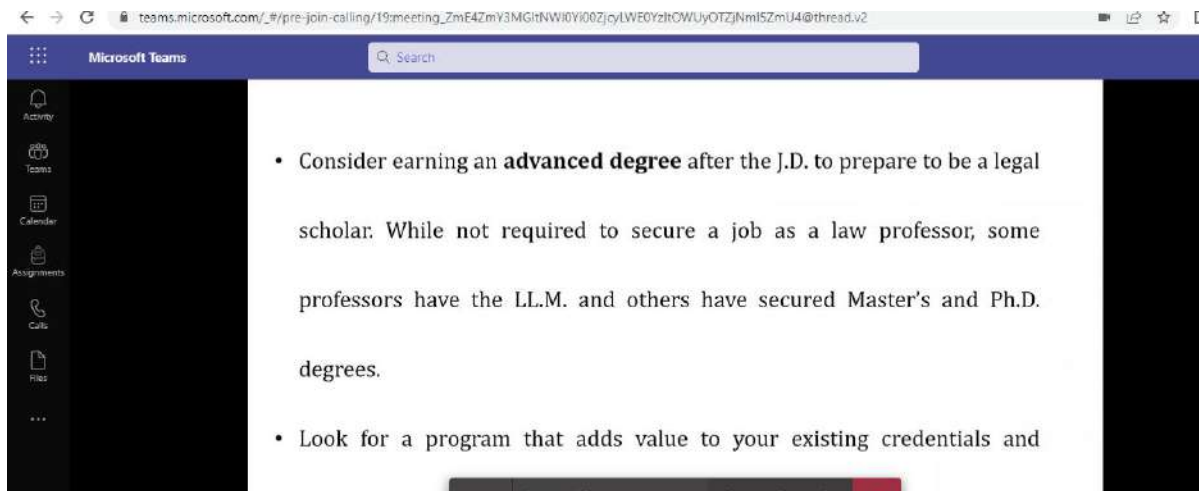 teams.microsoft.com/_#/pre-join-calling/19:meeting_ZmE4ZmY3MGItNWI0Yi00ZjcyLWE0YzItOWUyOTZjNmI5ZmU4@thread.v2
Microsoft Teams
Search
Activity
Teams
Calendar
Assignments
Calls
Files
• Consider earning an advanced degree after the J.D. to prepare to be a legal
scholar. While not required to secure a job as a law professor, some
professors have the LL.M. and others have secured Master's and Ph.D.
degrees.
• Look for a program that adds value to your existing credentials and